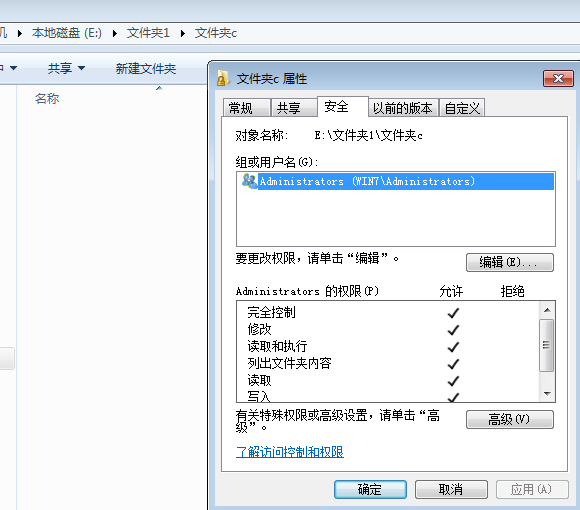 机 ▸ 本地磁盘 (E:) ▸ 文件夹1 ▸ 文件夹c
共享 新建文件夹
名称
文件夹c 属性
常规 共享 安全 以前的版本 自定义
对象名称: E:\文件夹1\文件夹c
组或用户名(G):
Administrators (WIN7\Administrators)
要更改权限，请单击“编辑”。
编辑(E)...
Administrators 的权限(P) 允许 拒绝
完全控制
修改
读取和执行
列出文件夹内容
读取
写入
有关特殊权限或高级设置，请单击“高
级”。
高级(V)
了解访问控制和权限
确定 取消 应用(A)